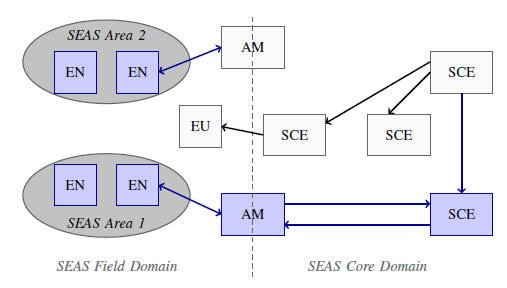 SEAS Area 2
AM
EN EN
SCE
EU
SCE
SCE
EN EN
SEAS Area 1
AM
SCE
SEAS Field Domain
SEAS Core Domain